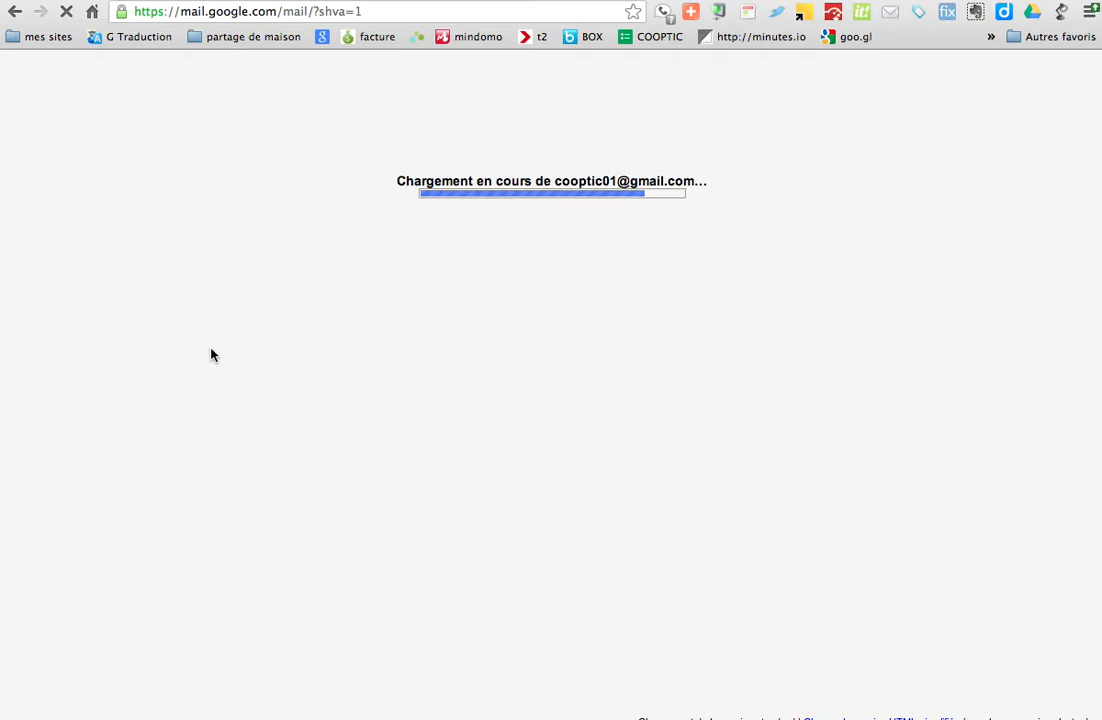 https://mail.google.com/mail/?shva=1
mes sites G Traduction partage de maison facture mindomo t2 BOX COOPTIC http://minutes.io goo.gl » Autres favoris
Chargement en cours de cooptic01@gmail.com...